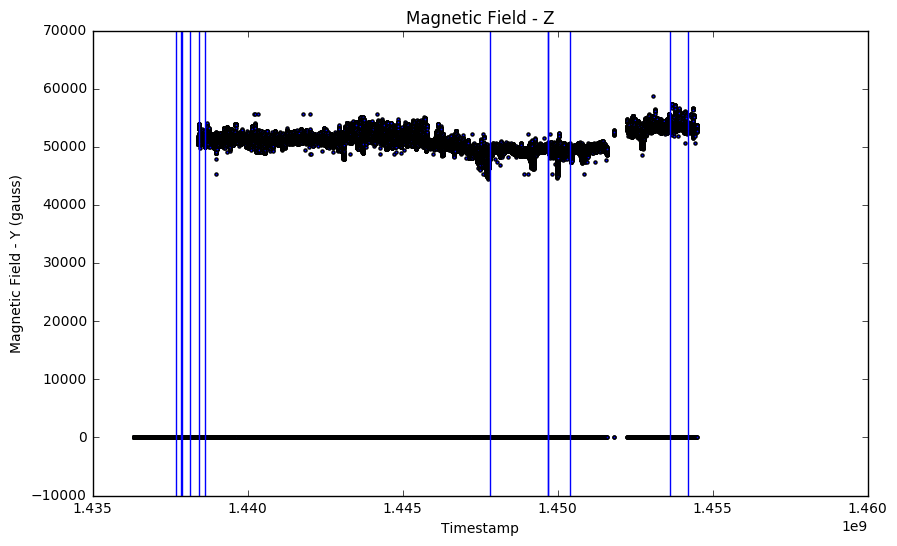 Magnetic Field - Z
70000
60000
50000
40000
30000
20000
10000
0
−10000
Magnetic Field - Y (gauss)
1.435 1.440 1.445 1.450 1.455 1.460
1e9
Timestamp